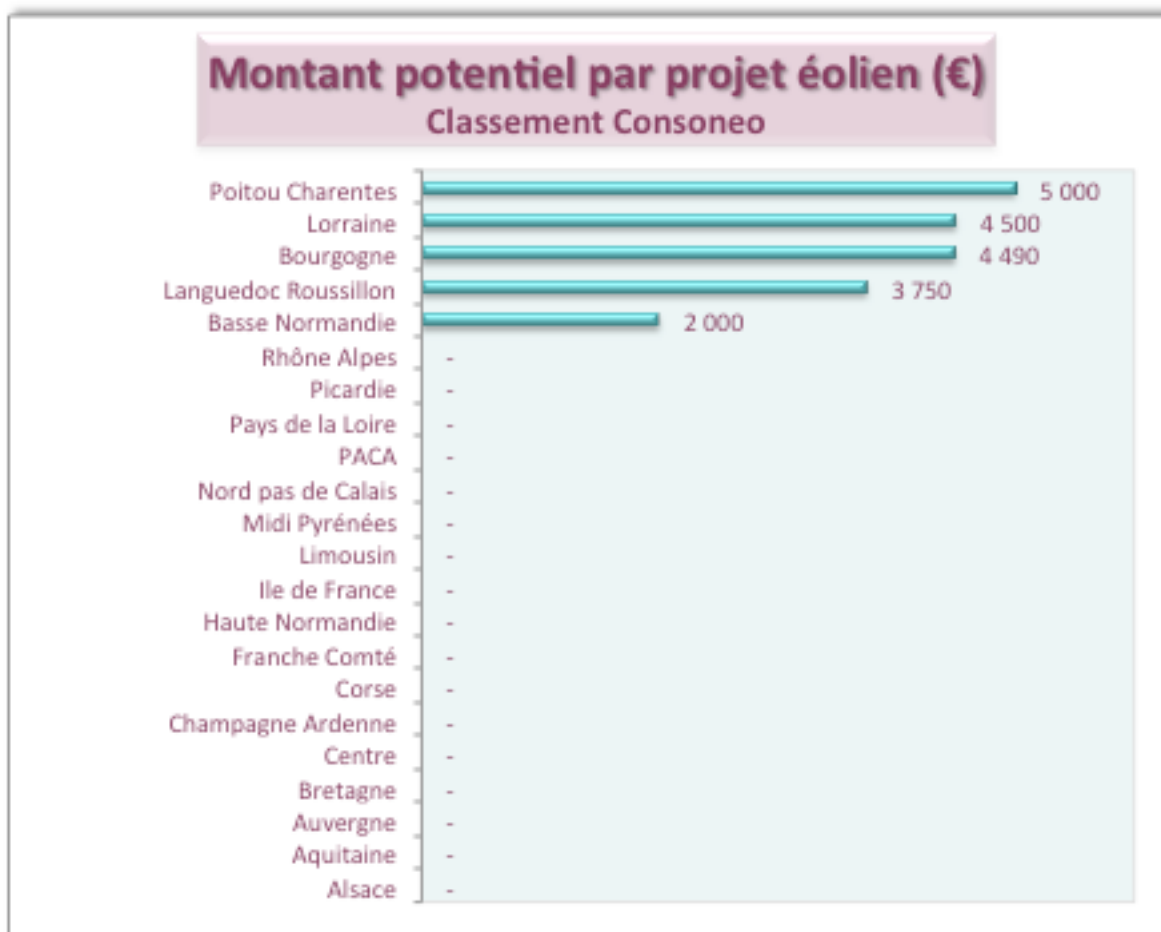 Montant potentiel par projet éolien (€)
Classement Consoneo
Poitou Charentes 5 000
Lorraine 4 500
Bourgogne 4 490
Languedoc Roussillon 3 750
Basse Normandie 2 000
Rhône Alpes -
Picardie -
Pays de la Loire -
PACA -
Nord pas de Calais -
Midi Pyrénées -
Limousin -
Ile de France -
Haute Normandie -
Franche Comté -
Corse -
Champagne Ardenne -
Centre -
Bretagne -
Auvergne -
Aquitaine -
Alsace -